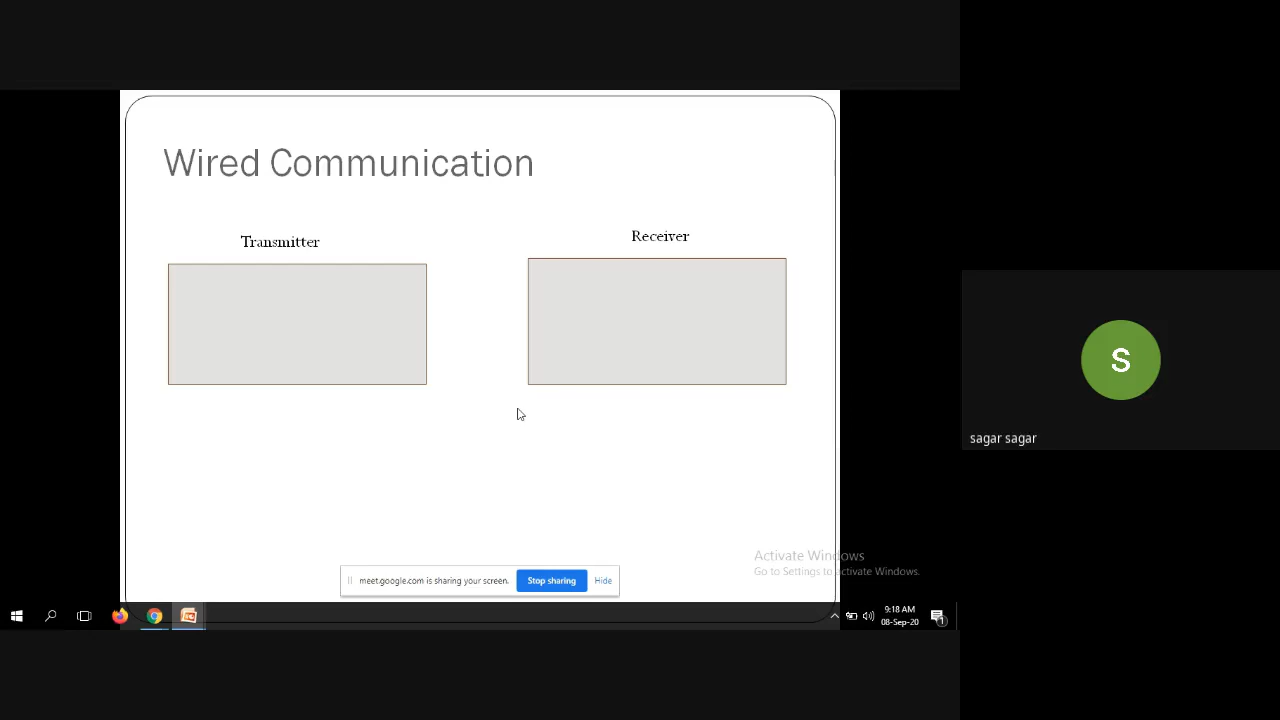 Wired Communication
Transmitter
Receiver
S
sagar sagar
Activate Windows
Go to Settings to activate Windows.
meet.google.com is sharing your screen.
Stop sharing
Hide
9:18 AM
08-Sep-20
1